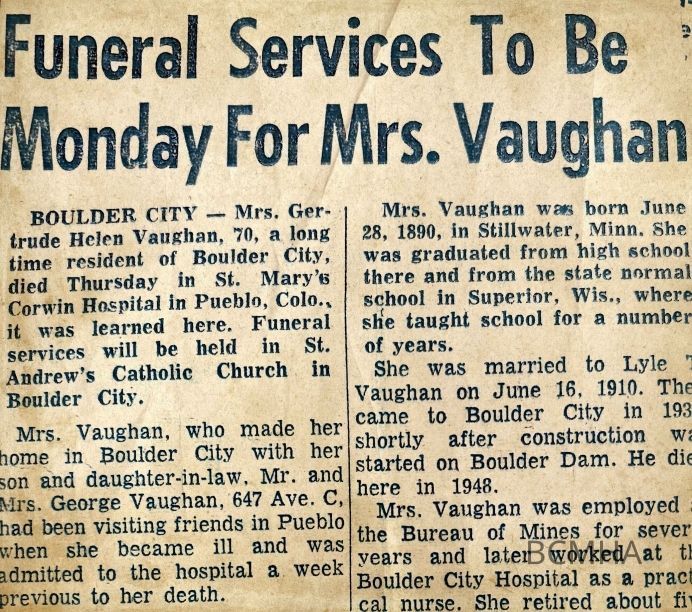 Funeral Services To Be
Monday For Mrs. Vaughan
BOULDER CITY — Mrs. Ger-
trude Helen Vaughan, 70, a long
time resident of Boulder City,
died Thursday in St. Mary's
Corwin Hospital in Pueblo, Colo.,
it was learned here. Funeral
services will be held in St.
Andrew's Catholic Church in
Boulder City.
Mrs. Vaughan, who made her
home in Boulder City with her
son and daughter-in-law, Mr. and
Mrs. George Vaughan, 647 Ave. C,
had been visiting friends in Pueblo
when she became ill and was
admitted to the hospital a week
previous to her death.
Mrs. Vaughan was born June
28, 1890, in Stillwater, Minn. She
was graduated from high school
there and from the state normal
school in Superior, Wis., where
she taught school for a number
of years.
She was married to Lyle T
Vaughan on June 16, 1910. The
came to Boulder City in 193
shortly after construction wa
started on Boulder Dam. He die
here in 1948.
Mrs. Vaughan was employed
the Bureau of Mines for sever
years and later worked at th
Boulder City Hospital as a pract
cal nurse. She retired about fi
BCMHA